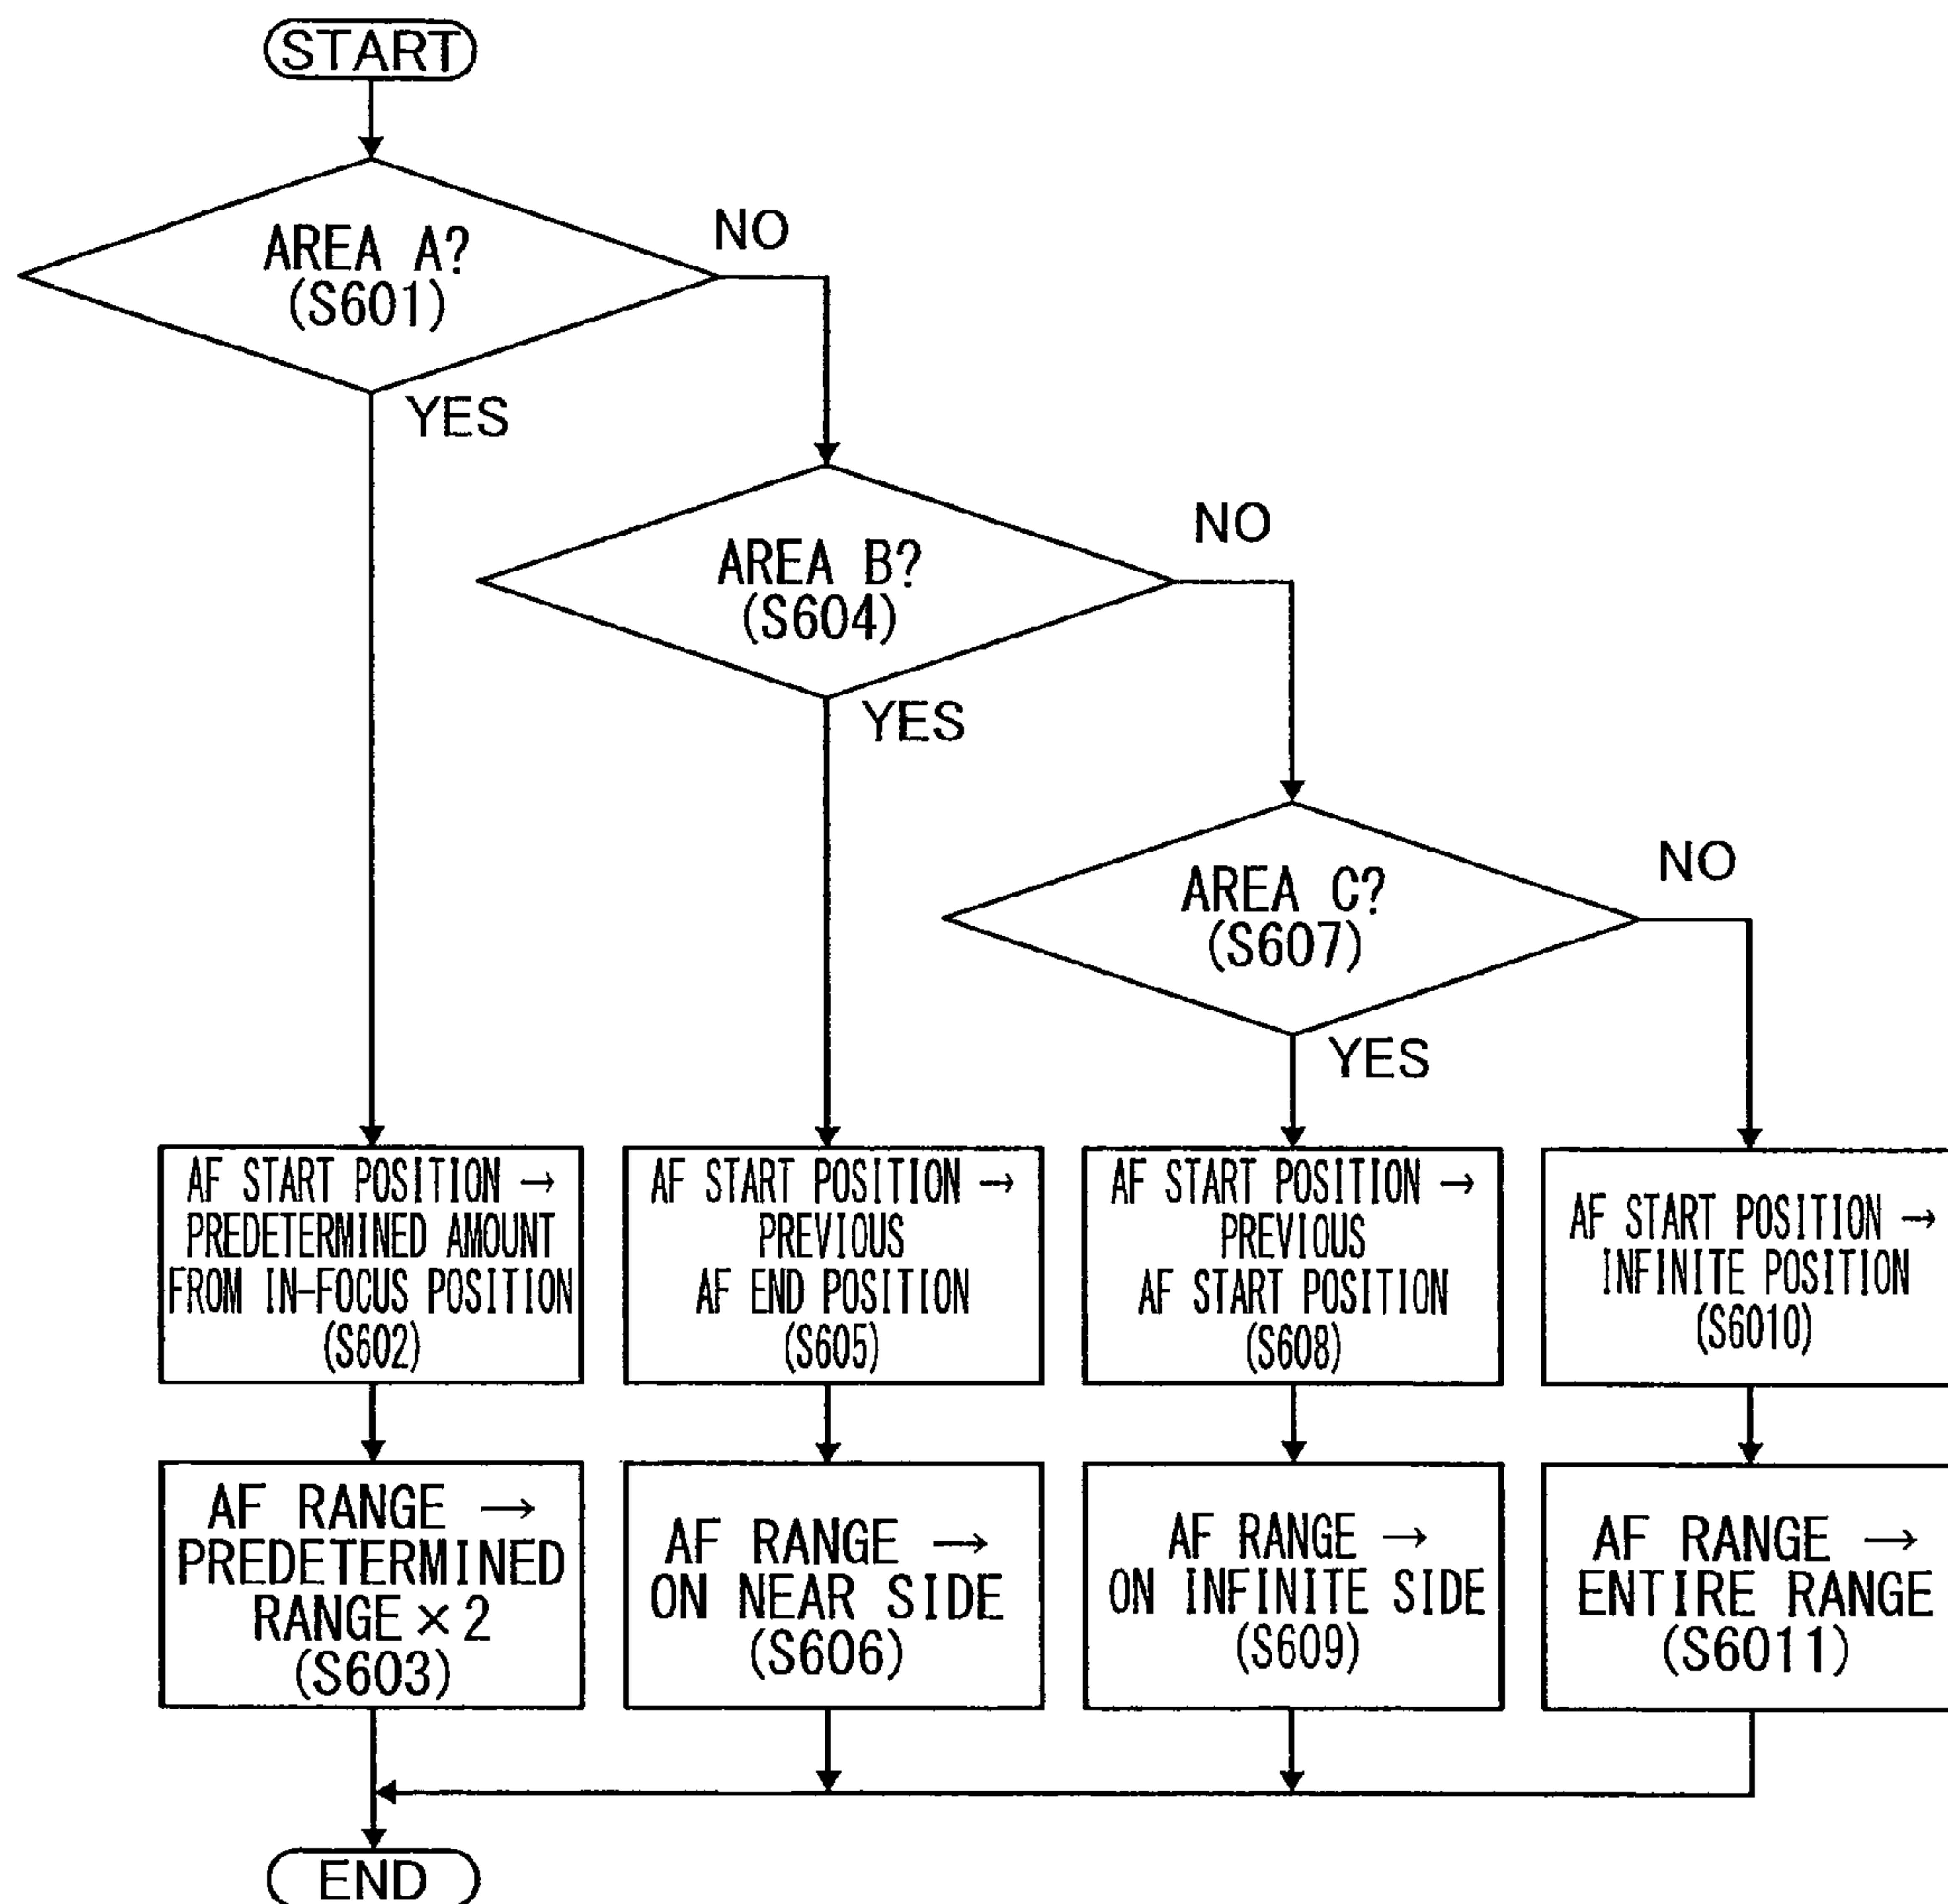 START
AREA A?
(S601)
NO
YES
AREA B?
(S604)
NO
YES
AREA C?
(S607)
NO
YES
AF START POSITION →
PREDETERMINED AMOUNT
FROM IN-FOCUS POSITION
(S602)
AF START POSITION →
PREVIOUS
AF END POSITION
(S605)
AF START POSITION →
PREVIOUS
AF START POSITION
(S608)
AF START POSITION →
INFINITE POSITION
(S6010)
AF RANGE →
PREDETERMINED
RANGE × 2
(S603)
AF RANGE →
ON NEAR SIDE
(S606)
AF RANGE →
ON INFINITE SIDE
(S609)
AF RANGE →
ENTIRE RANGE
(S6011)
END